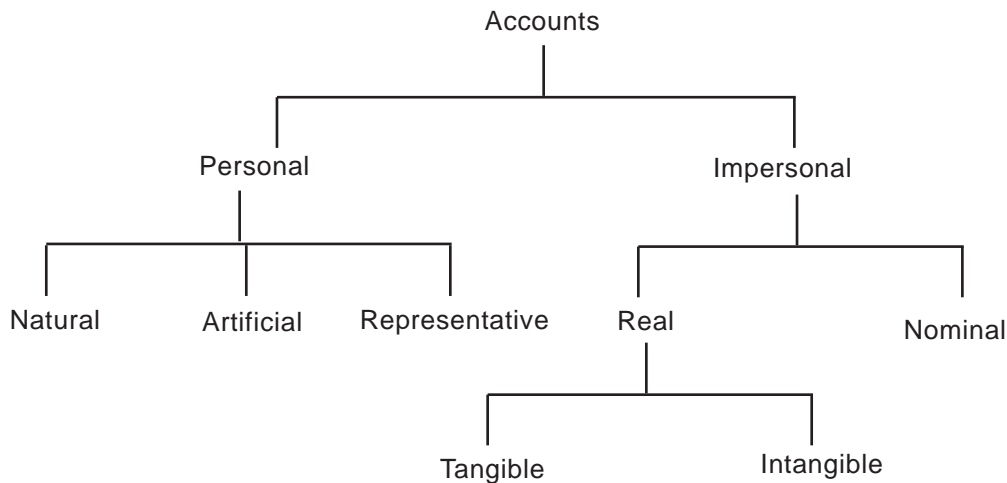 Accounts
Personal
Impersonal
Natural
Artificial
Representative
Real
Nominal
Tangible
Intangible